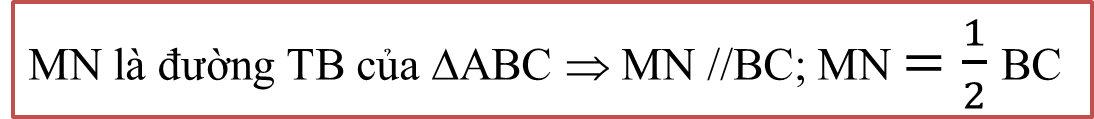 MN là đường TB của ΔABC ⇒ MN //BC; MN = 1/2 BC